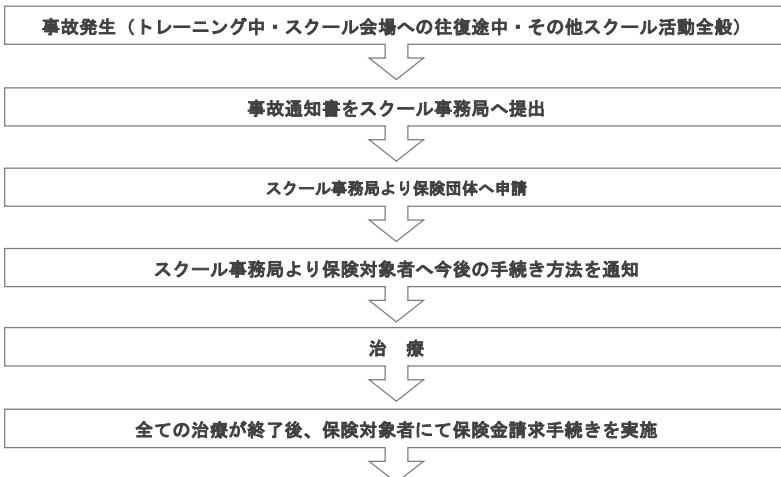 事故発生（トレーニング中・スクール会場への往復途中・その他スクール活動全般）
事故通知書をスクール事務局へ提出
スクール事務局より保険団体へ申請
スクール事務局より保険対象者へ今後の手続き方法を通知
治　療
全ての治療が終了後、保険対象者にて保険金請求手続きを実施